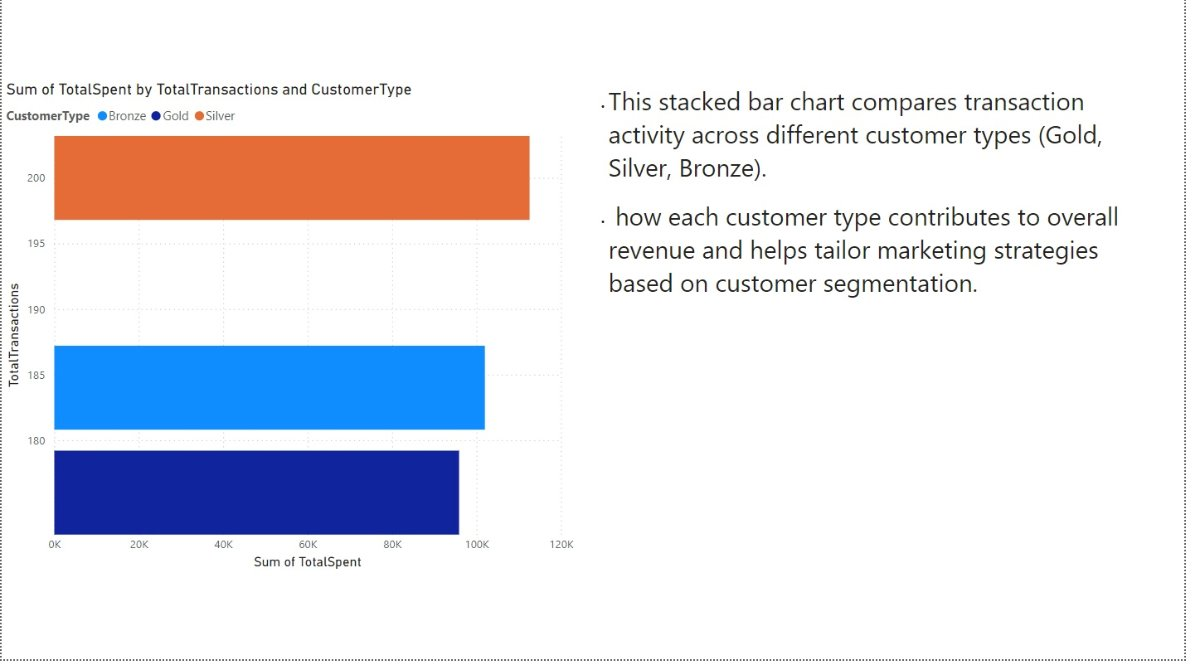 Sum of TotalSpent by TotalTransactions and CustomerType
CustomerType Bronze Gold Silver
200
195
190
185
180
TotalTransactions
0K 20K 40K 60K 80K 100K 120K
Sum of TotalSpent
. This stacked bar chart compares transaction
activity across different customer types (Gold,
Silver, Bronze).
. how each customer type contributes to overall
revenue and helps tailor marketing strategies
based on customer segmentation.